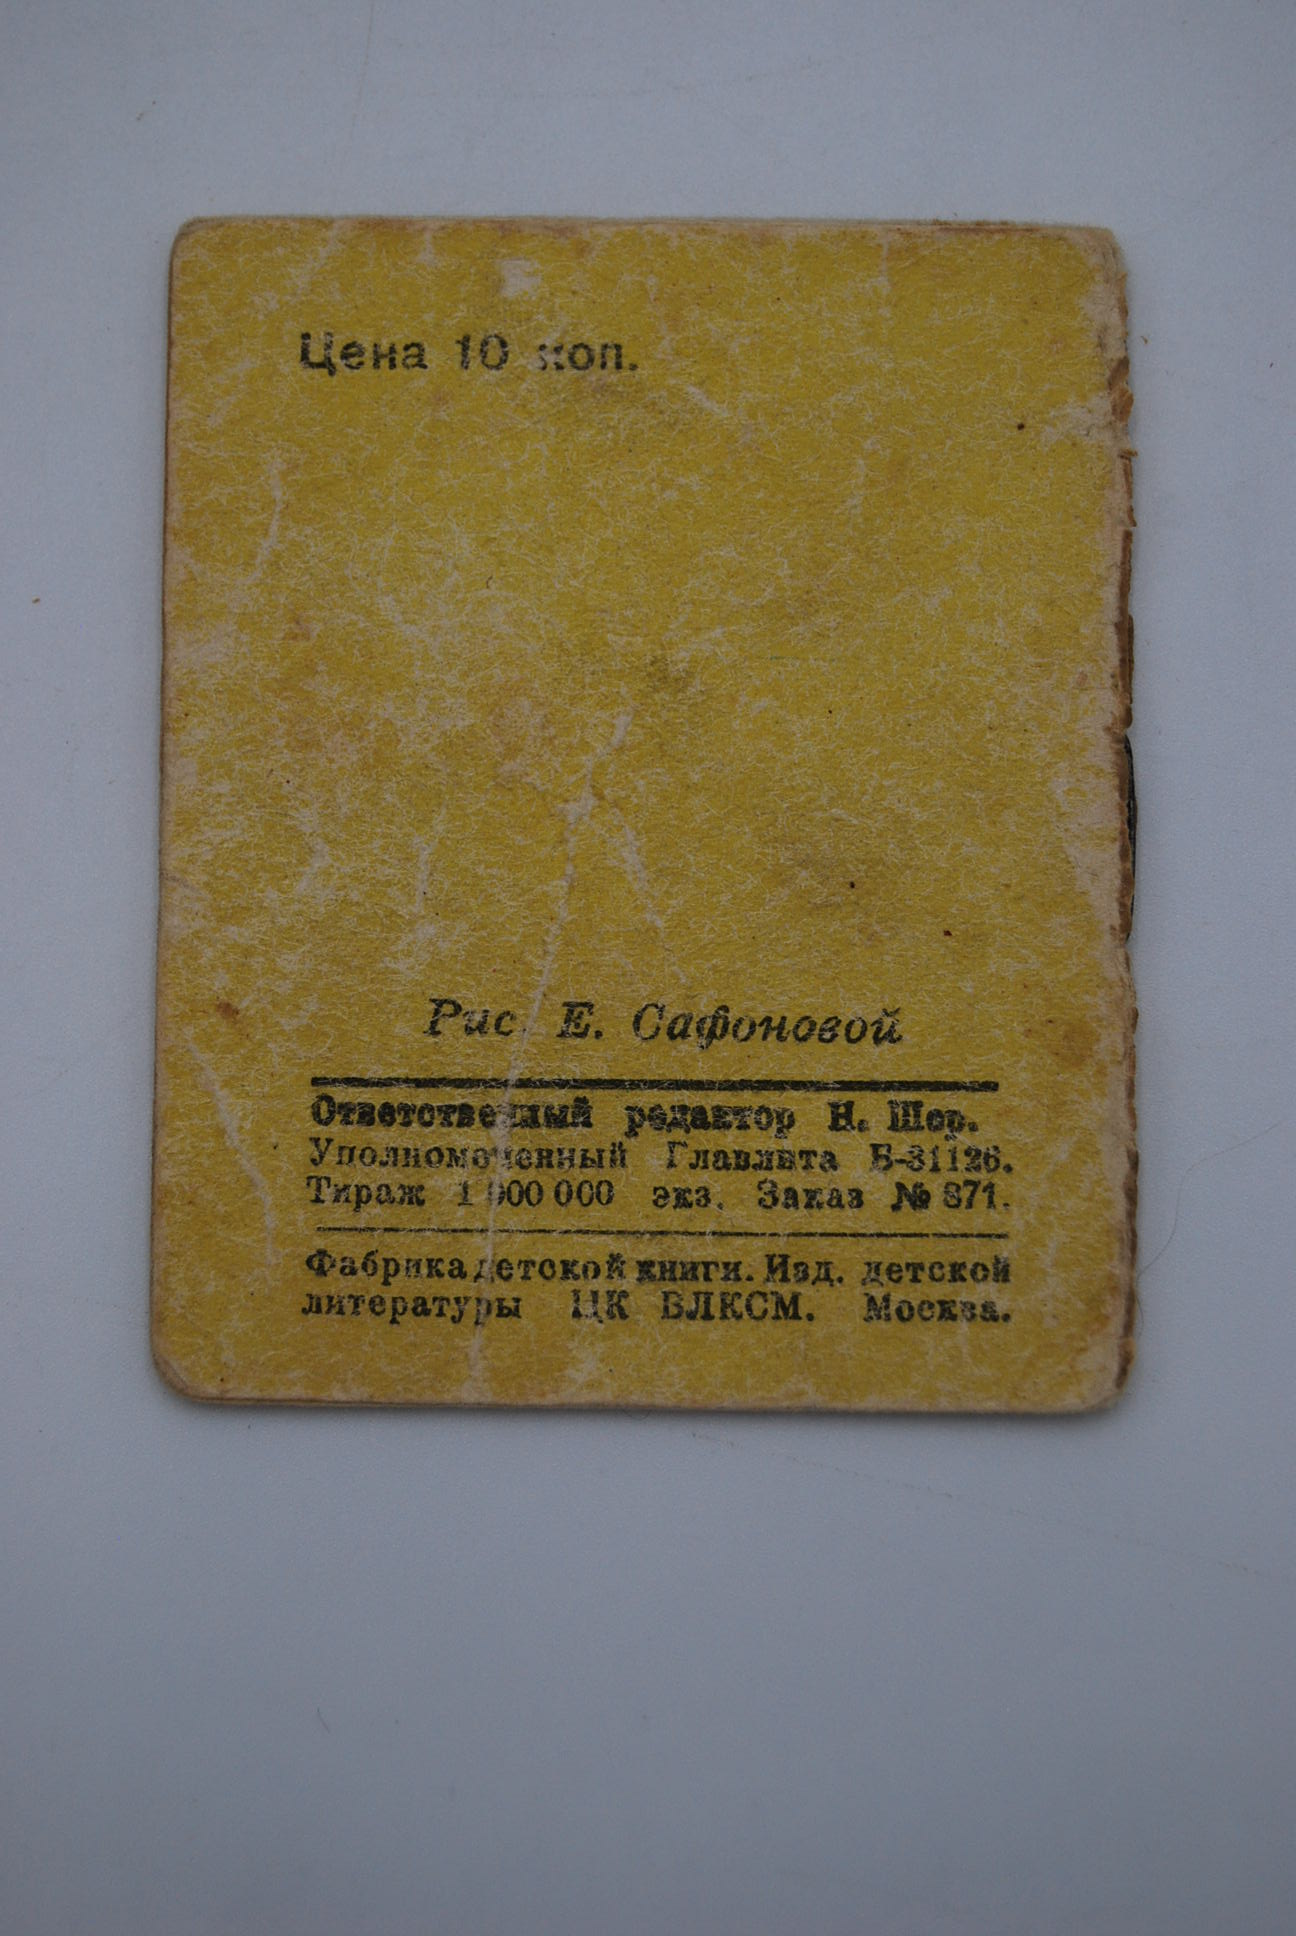 Цена 10 коп.
Рис. Е. Сафоновой
Ответственный редактор Н. Шер.
Уполномоченный Главлита Б-31126.
Тираж 1 000 000 экз. Заказ № 871.
Фабрика детской книги. Изд. детской
литературы ЦК ВЛКСМ. Москва.